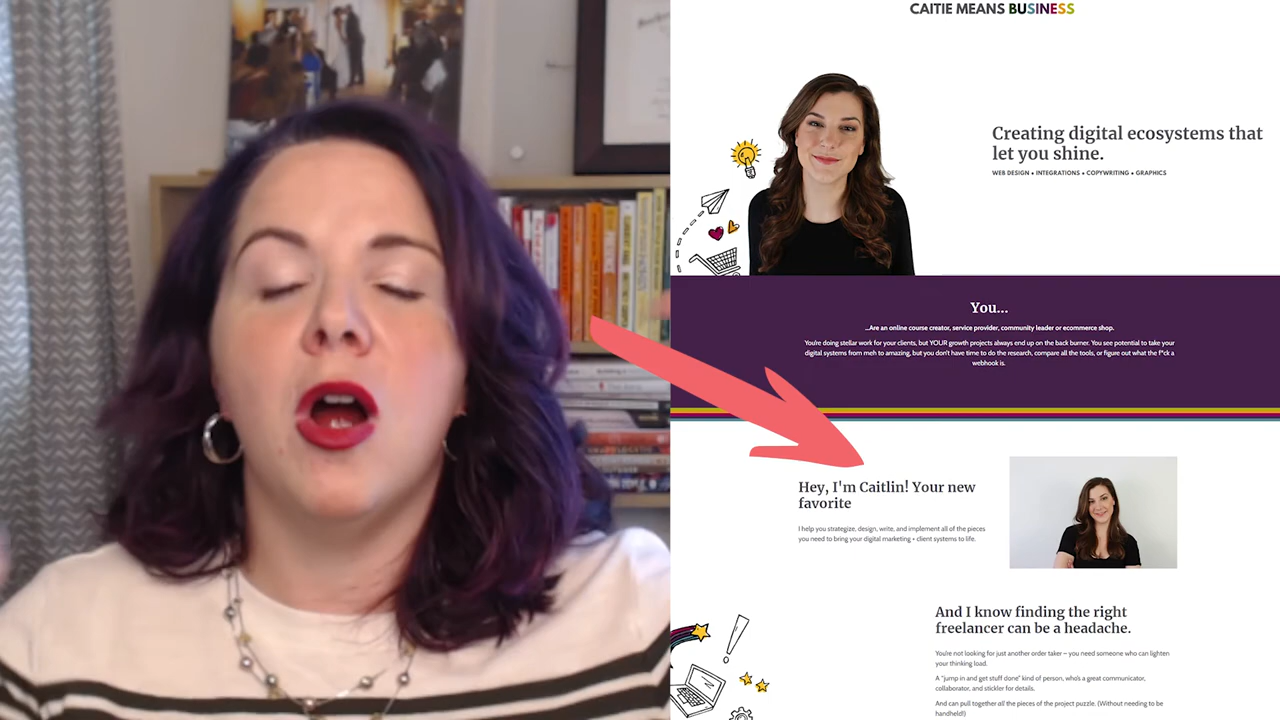 CAITIE MEANS BUSINESS
Creating digital ecosystems that
let you shine.
WEB DESIGN • INTEGRATIONS • COPYWRITING • GRAPHICS
You...
...Are an online course creator, service provider, community leader or ecommerce shop.
You're doing stellar work for your clients, but YOUR growth projects always end up on the back burner. You see potential to take your
digital systems from meh to amazing, but you don't have time to do the research, compare all the tools, or figure out what the f*ck a
webhook is.
Hey, I'm Caitlin! Your new
favorite
I help you strategize, design, write, and implement all of the pieces
you need to bring your digital marketing + client systems to life.
And I know finding the right
freelancer can be a headache.
You're not looking for just another order taker – you need someone who can lighten
your thinking load.
A "jump in and get stuff done" kind of person, who's a great communicator,
collaborator, and stickler for details.
And can pull together all the pieces of the project puzzle. (Without needing to be
handheld!)